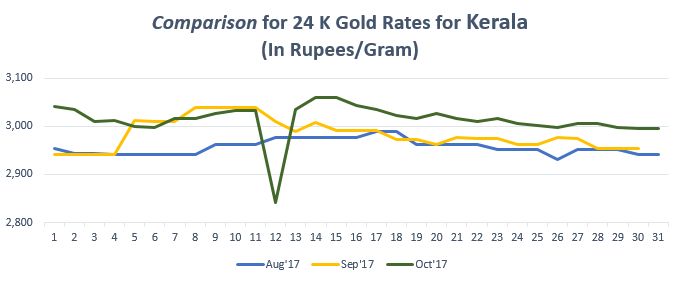 Comparison for 24 K Gold Rates for Kerala
(In Rupees/Gram)
3,100
3,000
2,900
2,800
1 2 3 4 5 6 7 8 9 10 11 12 13 14 15 16 17 18 19 20 21 22 23 24 25 26 27 28 29 30 31
Aug'17 Sep'17 Oct'17